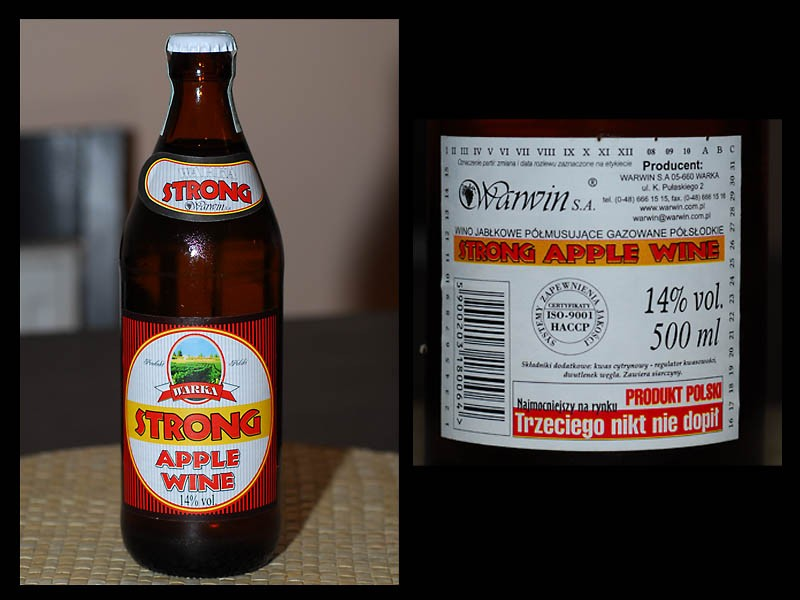 WARKA
STRONG
Warwin S.A.
Produkt Polski
WARKA
STRONG
APPLE
WINE
14% vol.
I II III IV V VI VII VIII IX X XI XII 08 09 10 A B C
Oznaczenie partii: zmiana i data rozlewu zaznaczone na etykiecie
Producent:
WARWIN S.A 05-660 WARKA
ul. K. Pułaskiego 2
tel. (0-48) 666 15 15, fax. (0-48) 666 15 16
www.warwin.com.pl
warwin@warwin.com.pl
Warwin S.A. ®
WINO JABŁKOWE PÓŁMUSUJĄCE GAZOWANE PÓŁSŁODKIE
STRONG APPLE WINE
5900203180064>
SYSTEMY ZAPEWNIENIA JAKOŚCI
CERTYFIKATY
ISO-9001
HACCP
14% vol.
500 ml
Składniki dodatkowe: kwas cytrynowy - regulator kwasowości,
dwutlenek węgla. Zawiera siarczyny.
Najmocniejszy na rynku
PRODUKT POLSKI
Trzeciego nikt nie dopił
1 2 3 4 5 6 7 8 9 10 11 12 13 14 15
16 17 18 19 20 21 22 23 24 25 26 27 28 29 30 31